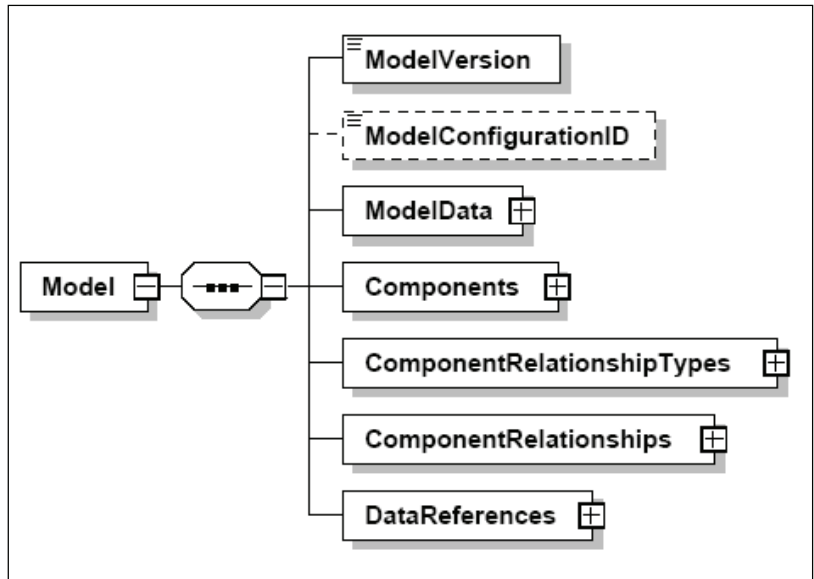 ModelVersion
ModelConfigurationID
ModelData
Model
Components
ComponentRelationshipTypes
ComponentRelationships
DataReferences